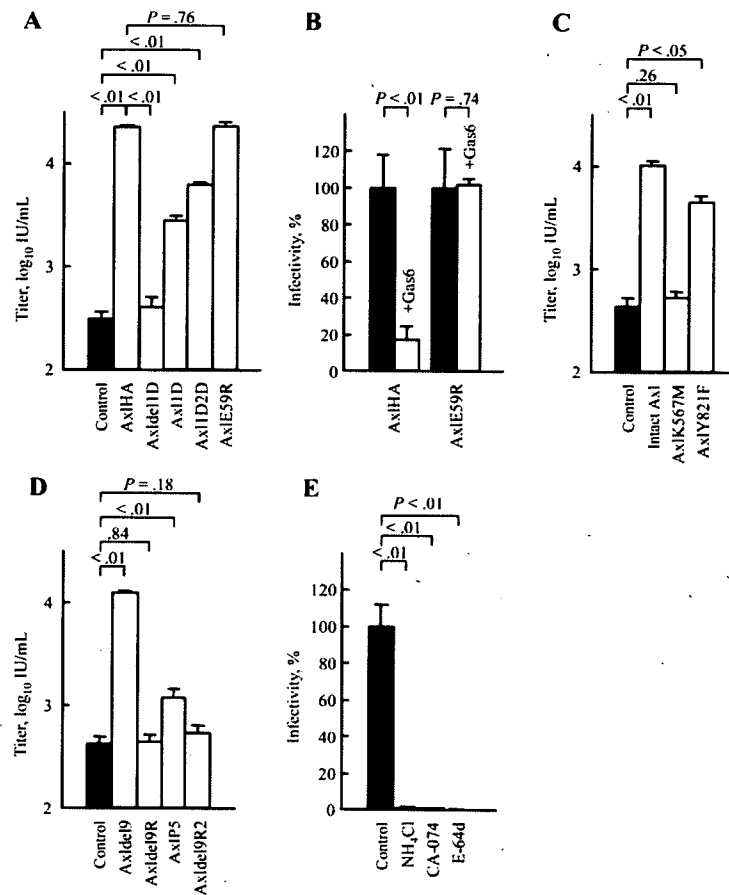 A
P = .76
< .01
< .01
< .01 < .01
Titer, log10 IU/mL
4
3
2
Control
AxlHA
Axldel1D
Axl1D
Axl1D2D
AxlE59R
B
P < .01 P = .74
+Gas6
+Gas6
Infectivity, %
120
100
80
60
40
20
0
AxlHA
AxlE59R
C
P < .05
.26
< .01
Titer, log10 IU/mL
4
3
2
Control
Intact Axl
AxlK567M
AxlY821F
D
P = .18
< .01
.84
< .01
Titer, log10 IU/mL
4
3
2
Control
Axldel9
Axldel9R
AxlP5
Axldel9R2
E
P < .01
< .01
< .01
Infectivity, %
120
100
80
60
40
20
0
Control
NH4Cl
CA-074
E-64d